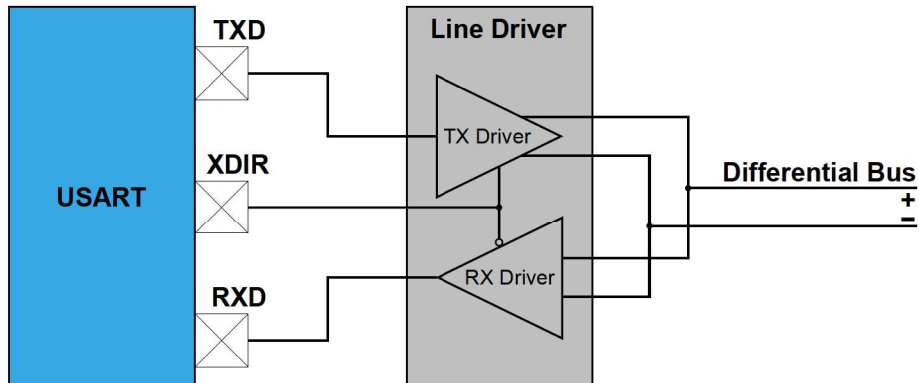 TXD
Line Driver
TX Driver
XDIR
USART
Differential Bus
+
−
RX Driver
RXD